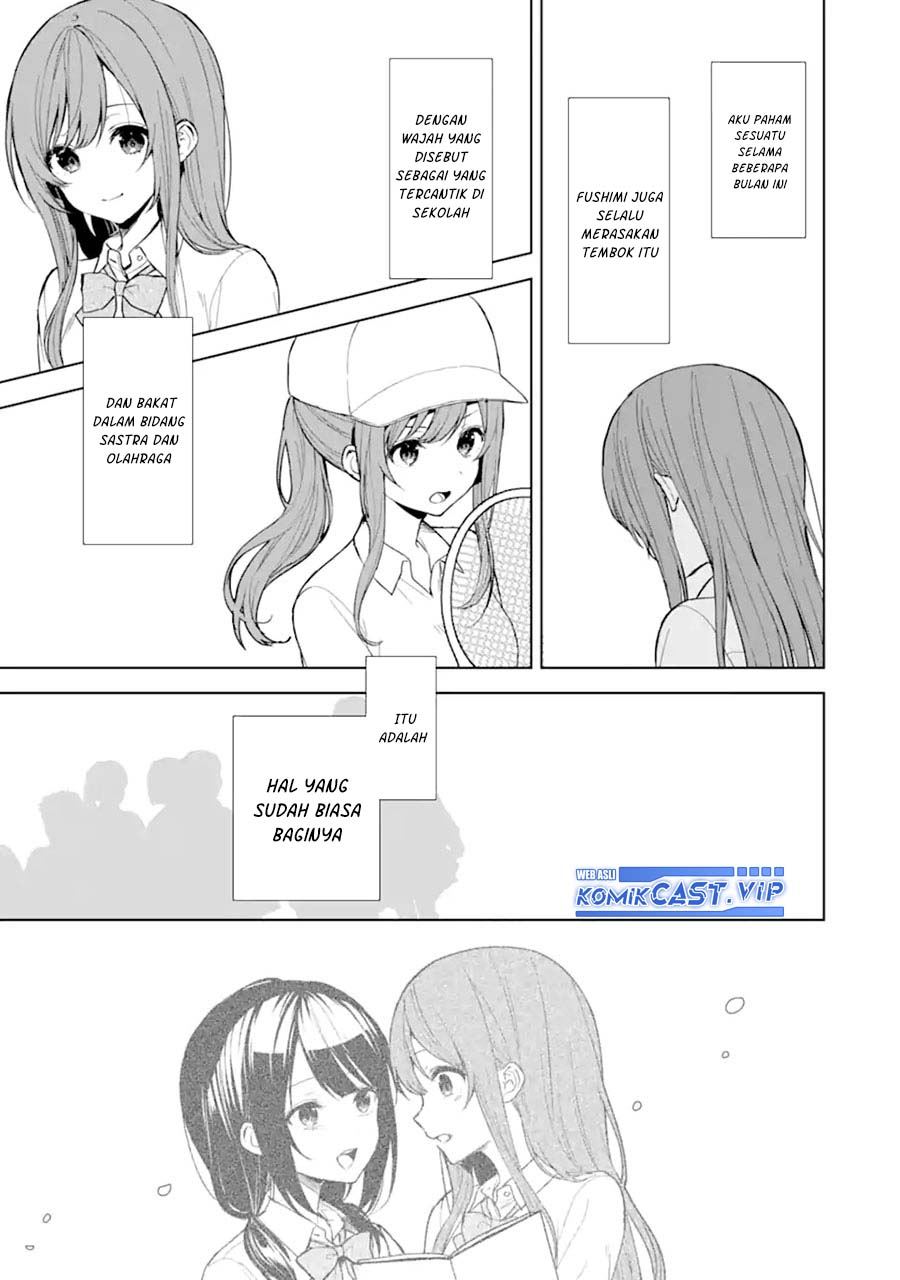 AKU PAHAM
SESUATU
SELAMA
BEBERAPA
BULAN INI
FUSHIMI JUGA
SELALU
MERASAKAN
TEMBOK ITU
DENGAN
WAJAH YANG
DISEBUT
SEBAGAI YANG
TERCANTIK DI
SEKOLAH
DAN BAKAT
DALAM BIDANG
SASTRA DAN
OLAHRAGA
ITU
ADALAH
HAL YANG
SUDAH BIASA
BAGINYA
WEB ASLI
KOMIKCAST.VIP